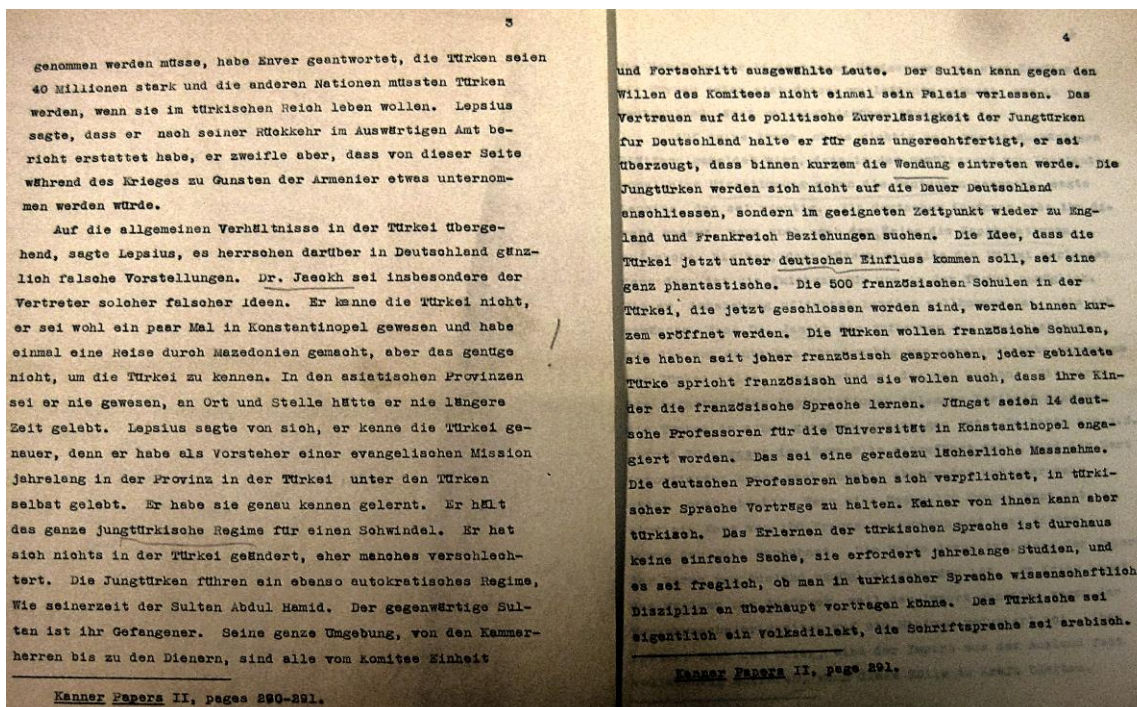 3
genommen werden müsse, habe Enver geantwortet, die Türken seien
40 Millionen stark und die anderen Nationen müssten Türken
werden, wenn sie im türkischen Reich leben wollen. Lepsius
sagte, dass er nach seiner Rückkehr im Auswärtigen Amt be-
richt erstattet habe, er zweifle aber, dass von dieser Seite
während des Krieges zu Gunsten der Armenier etwas unternom-
men werden würde.
Auf die allgemeinen Verhältnisse in der Türkei überge-
hend, sagte Lepsius, es herrschen darüber in Deutschland gänz-
lich falsche Vorstellungen. Dr. Jaeckh sei insbesondere der
Vertreter solcher falscher Ideen. Er kenne die Türkei nicht,
er sei wohl ein paar Mal in Konstantinopel gewesen und habe
einmal eine Reise durch Mazedonien gemacht, aber das genüge
nicht, um die Türkei zu kennen. In den asiatischen Provinzen
sei er nie gewesen, an Ort und Stelle hätte er nie längere
Zeit gelebt. Lepsius sagte von sich, er kenne die Türkei ge-
nauer, denn er habe als Vorsteher einer evangelischen Mission
jahrelang in der Provinz in der Türkei unter den Türken
selbst gelebt. Er habe sie genau kennen gelernt. Er hält
das ganze jungtürkische Regime für einen Schwindel. Er hat
sich nichts in der Türkei geändert, eher manches verschlech-
tert. Die Jungtürken führen ein ebenso autokratisches Regime,
Wie seinerzeit der Sultan Abdul Hamid. Der gegenwärtige Sul-
tan ist ihr Gefangener. Seine ganze Umgebung, von den Kammer-
herren bis zu den Dienern, sind alle vom Komitee Einheit
Kanner Papers II, pages 290-291.
4
und Fortschritt ausgewählte Leute. Der Sultan kann gegen den
Willen des Komitees nicht einmal sein Palais verlassen. Das
Vertrauen auf die politische Zuverlässigkeit der Jungtürken
fur Deutschland halte er für ganz ungerechtfertigt, er sei
überzeugt, dass binnen kurzem die Wendung eintreten werde. Die
Jungtürken werden sich nicht auf die Dauer Deutschland
anschliessen, sondern im geeigneten Zeitpunkt wieder zu Eng-
land und Frankreich Beziehungen suchen. Die Idee, dass die
Türkei jetzt unter deutschen Einfluss kommen soll, sei eine
ganz phantastische. Die 500 französischen Schulen in der
Türkei, die jetzt geschlossen worden sind, werden binnen kur-
zem eröffnet werden. Die Türken wollen französische Schulen,
sie haben seit jeher französisch gesprochen, jeder gebildete
Türke spricht französisch und sie wollen auch, dass ihre Kin-
der die französische Sprache lernen. Jüngst seien 14 deut-
sche Professoren für die Universität in Konstantinopel enga-
giert worden. Das sei eine geradezu lächerliche Massnahme.
Die deutschen Professoren haben sich verpflichtet, in türki-
scher Sprache Vorträge zu halten. Keiner von ihnen kann aber
türkisch. Das Erlernen der türkischen Sprache ist durchaus
keine einfache Sache, sie erfordert jahrelange Studien, und
es sei fraglich, ob man in turkischer Sprache wissenschaftlich
Disziplin en überhaupt vortragen könne. Das Türkische sei
eigentlich ein Volksdialekt, die Schriftsprache sei arabisch.
Kanner Papers II, page 291.